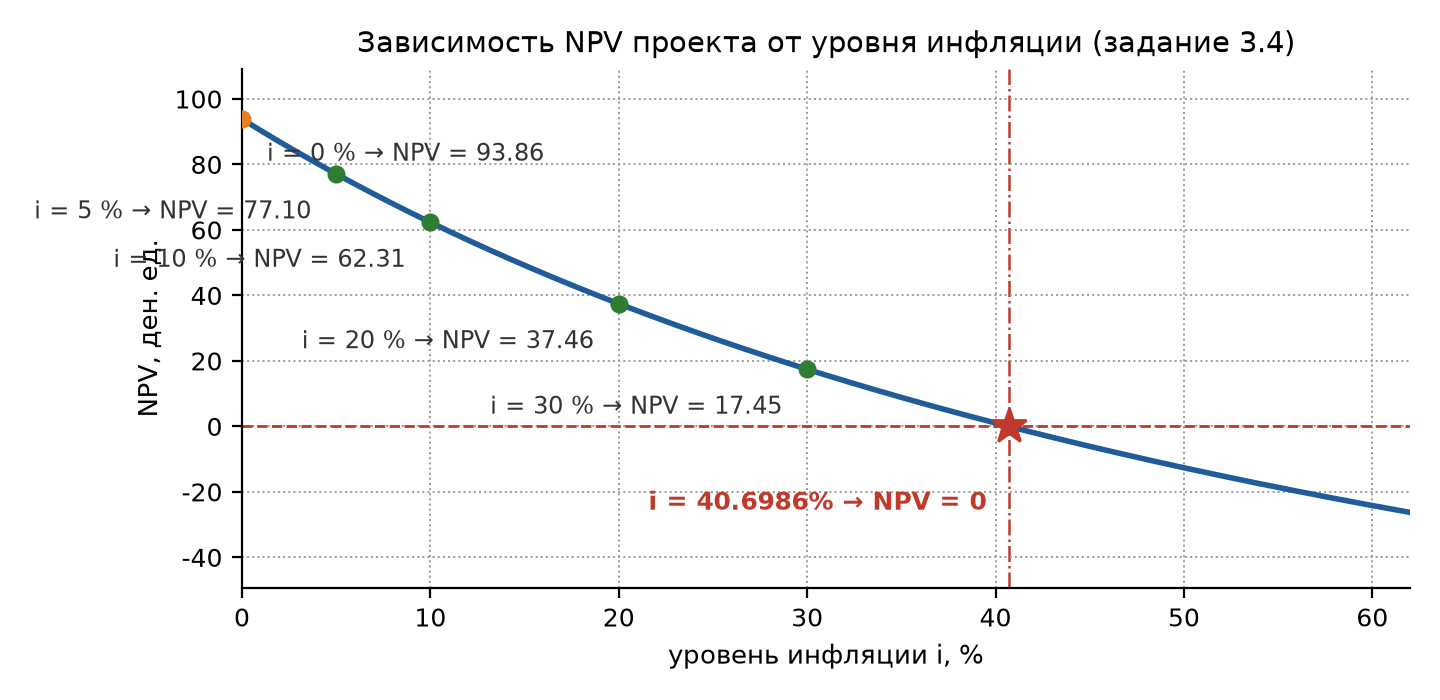 Зависимость NPV проекта от уровня инфляции (задание 3.4)
100
80
60
40
20
0
-20
-40
NPV, ден. ед.
i = 0 % → NPV = 93.86
i = 5 % → NPV = 77.10
i = 10 % → NPV = 62.31
i = 20 % → NPV = 37.46
i = 30 % → NPV = 17.45
i = 40.6986% → NPV = 0
0 10 20 30 40 50 60
уровень инфляции i, %